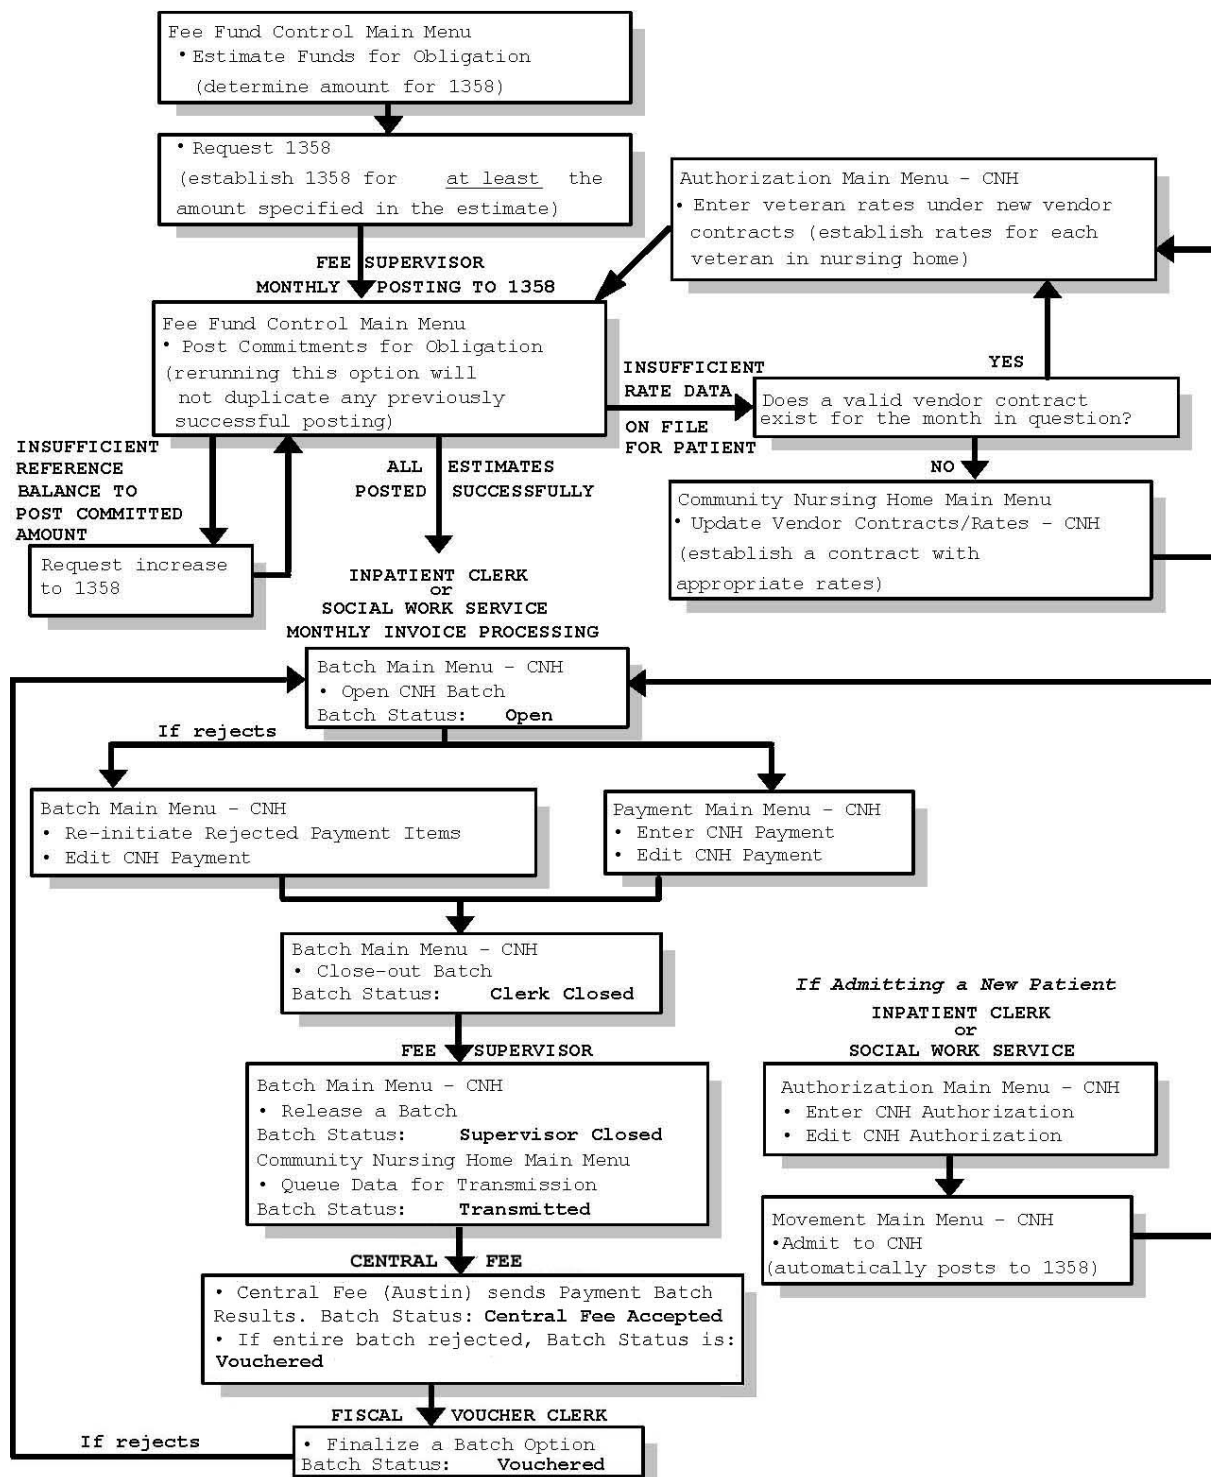 Fee Fund Control Main Menu
• Estimate Funds for Obligation
(determine amount for 1358)
• Request 1358
(establish 1358 for at least the
amount specified in the estimate)
FEE SUPERVISOR
MONTHLY POSTING TO 1358
Authorization Main Menu - CNH
• Enter veteran rates under new vendor
contracts (establish rates for each
veteran in nursing home)
Fee Fund Control Main Menu
• Post Commitments for Obligation
(rerunning this option will
not duplicate any previously
successful posting)
INSUFFICIENT
RATE DATA
ON FILE
FOR PATIENT
YES
Does a valid vendor contract
exist for the month in question?
NO
Community Nursing Home Main Menu
• Update Vendor Contracts/Rates - CNH
(establish a contract with
appropriate rates)
INSUFFICIENT
REFERENCE
BALANCE TO
POST COMMITTED
AMOUNT
Request increase
to 1358
ALL ESTIMATES
POSTED SUCCESSFULLY
INPATIENT CLERK
or
SOCIAL WORK SERVICE
MONTHLY INVOICE PROCESSING
Batch Main Menu - CNH
• Open CNH Batch
Batch Status: Open
If rejects
Batch Main Menu - CNH
• Re-initiate Rejected Payment Items
• Edit CNH Payment
Payment Main Menu - CNH
• Enter CNH Payment
• Edit CNH Payment
Batch Main Menu - CNH
• Close-out Batch
Batch Status: Clerk Closed
FEE SUPERVISOR
Batch Main Menu - CNH
• Release a Batch
Batch Status: Supervisor Closed
Community Nursing Home Main Menu
• Queue Data for Transmission
Batch Status: Transmitted
If Admitting a New Patient
INPATIENT CLERK
or
SOCIAL WORK SERVICE
Authorization Main Menu - CNH
• Enter CNH Authorization
• Edit CNH Authorization
Movement Main Menu - CNH
•Admit to CNH
(automatically posts to 1358)
CENTRAL FEE
• Central Fee (Austin) sends Payment Batch
Results. Batch Status: Central Fee Accepted
• If entire batch rejected, Batch Status is:
Vouchered
FISCAL VOUCHER CLERK
If rejects
• Finalize a Batch Option
Batch Status: Vouchered